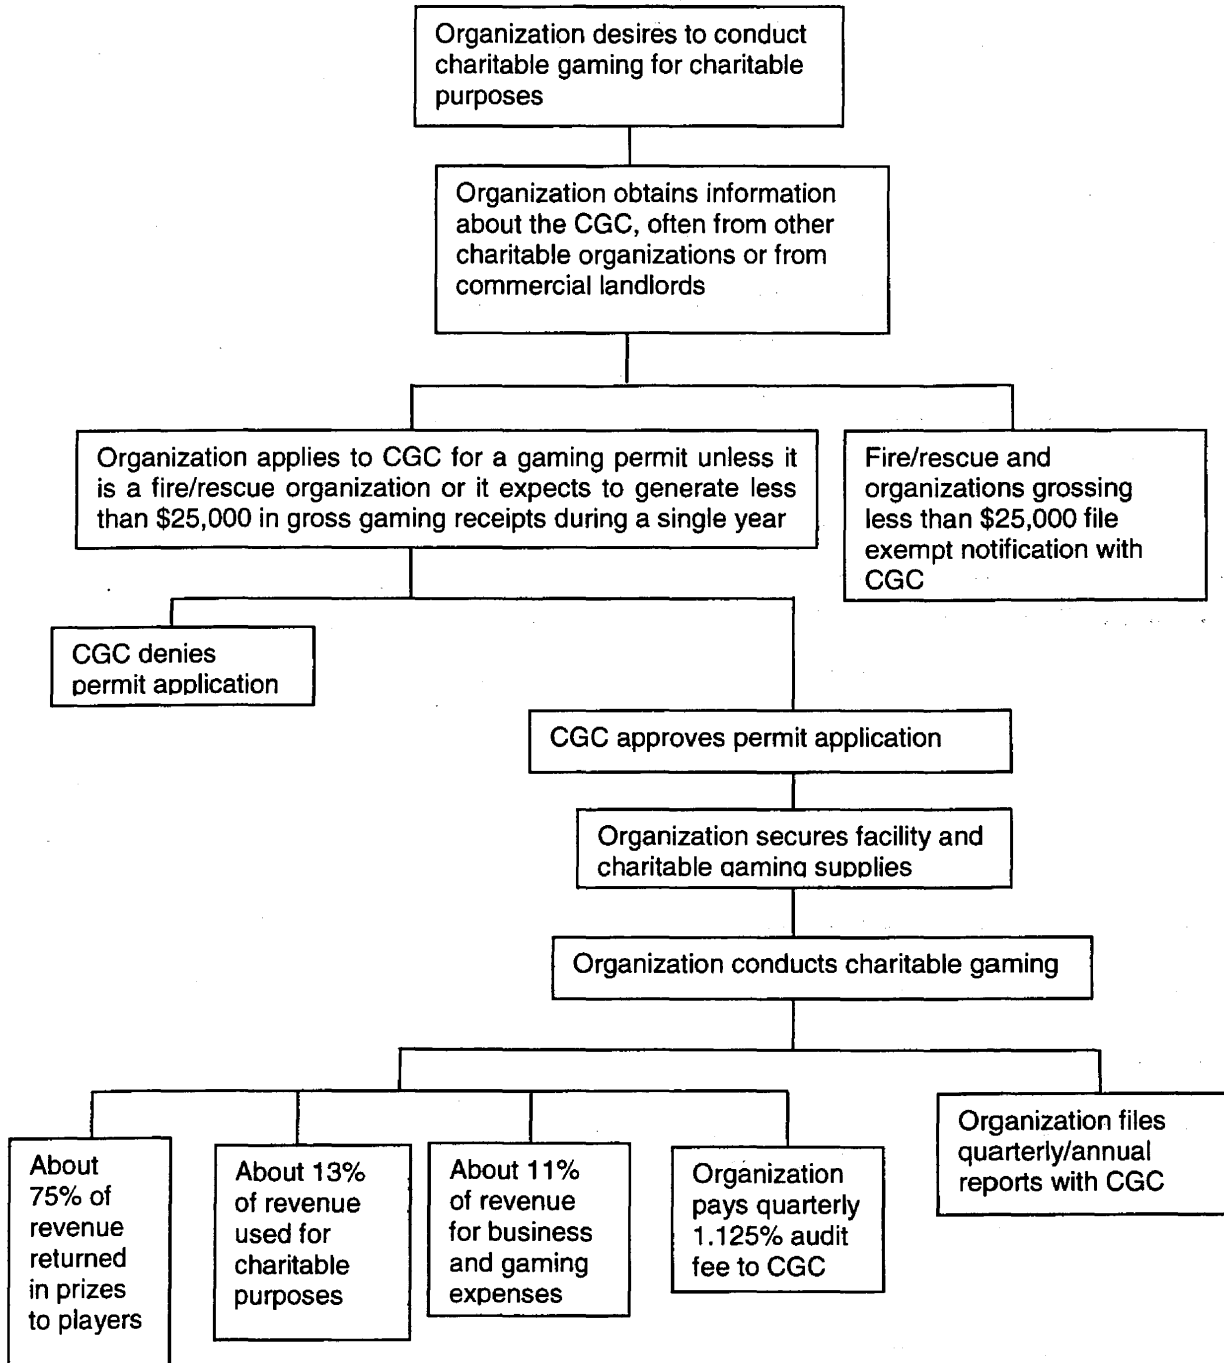 Organization desires to conduct
charitable gaming for charitable
purposes
Organization obtains information
about the CGC, often from other
charitable organizations or from
commercial landlords
Organization applies to CGC for a gaming permit unless it
is a fire/rescue organization or it expects to generate less
than $25,000 in gross gaming receipts during a single year
Fire/rescue and
organizations grossing
less than $25,000 file
exempt notification with
CGC
CGC denies
permit application
CGC approves permit application
Organization secures facility and
charitable gaming supplies
Organization conducts charitable gaming
About
75% of
revenue
returned
in prizes
to players
About 13%
of revenue
used for
charitable
purposes
About 11%
of revenue
for business
and gaming
expenses
Organization
pays quarterly
1.125% audit
fee to CGC
Organization files
quarterly/annual
reports with CGC